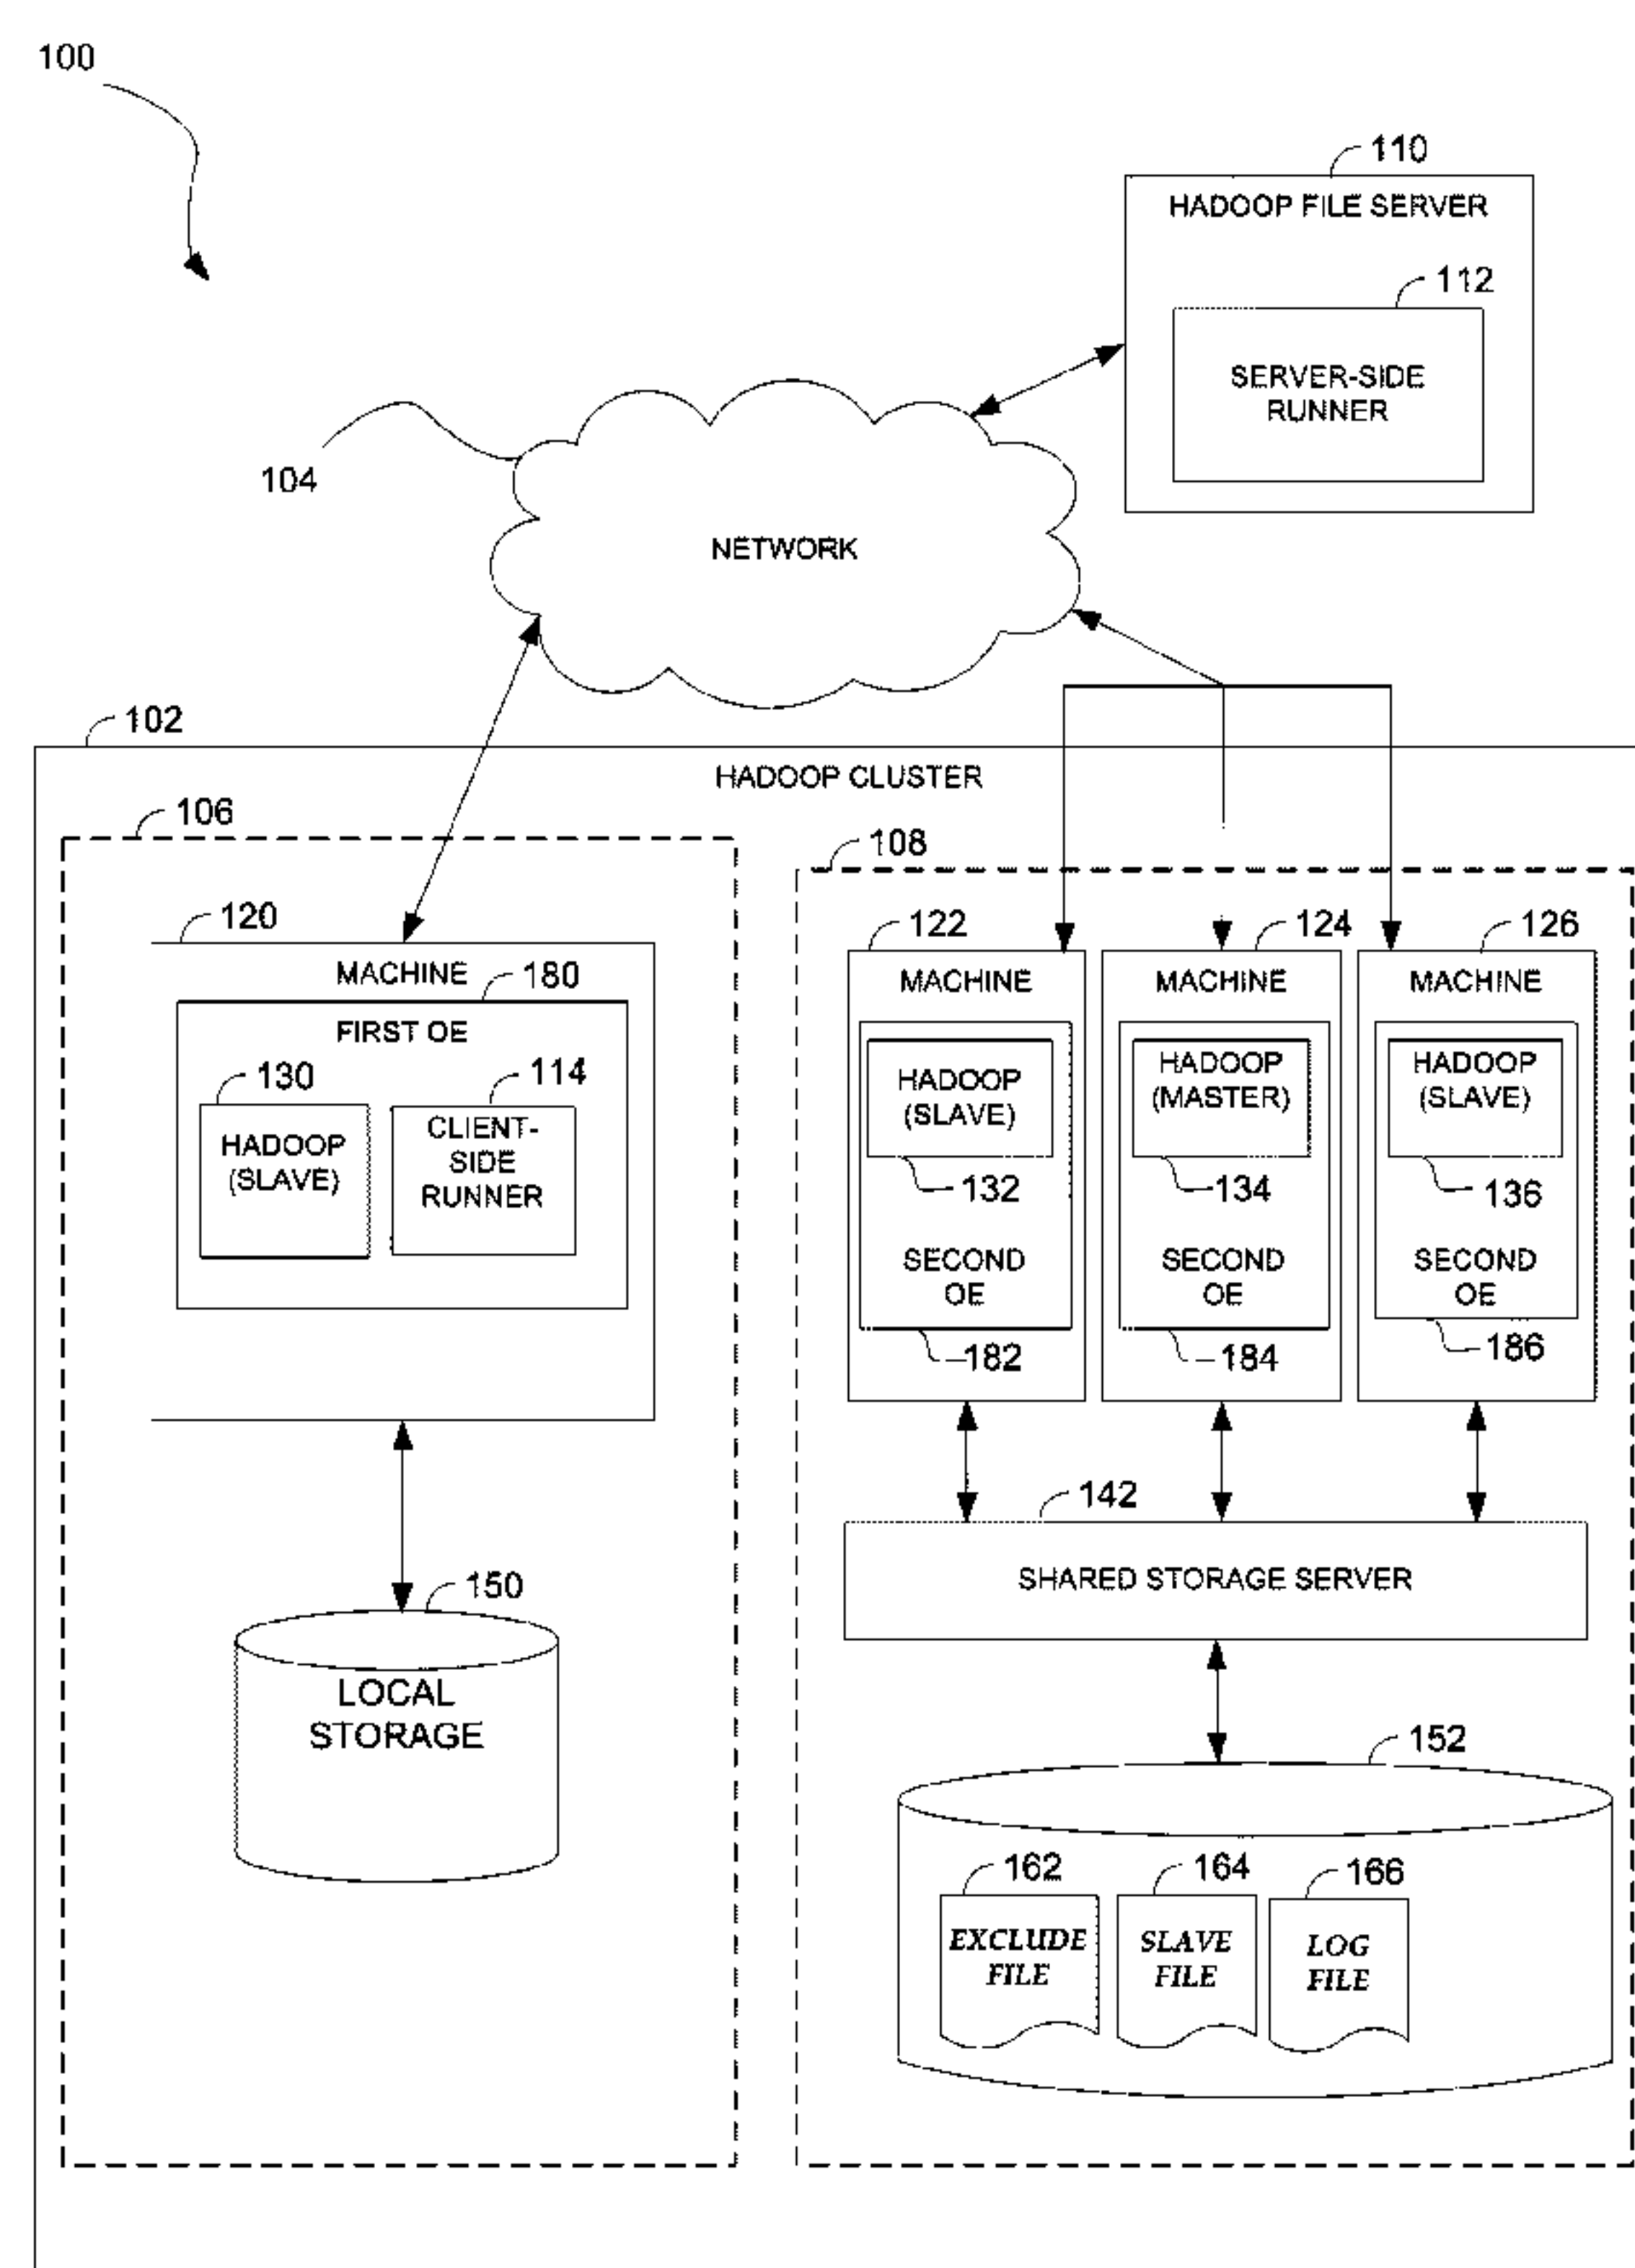 100
110
HADOOP FILE SERVER
112
SERVER-SIDE
RUNNER
104
NETWORK
102
HADOOP CLUSTER
106
108
120
MACHINE
180
FIRST OE
130
HADOOP
(SLAVE)
114
CLIENT-
SIDE
RUNNER
150
LOCAL
STORAGE
122
MACHINE
HADOOP
(SLAVE)
132
SECOND
OE
182
124
MACHINE
HADOOP
(MASTER)
134
SECOND
OE
184
126
MACHINE
HADOOP
(SLAVE)
136
SECOND
OE
186
142
SHARED STORAGE SERVER
152
162
EXCLUDE
FILE
164
SLAVE
FILE
166
LOG
FILE